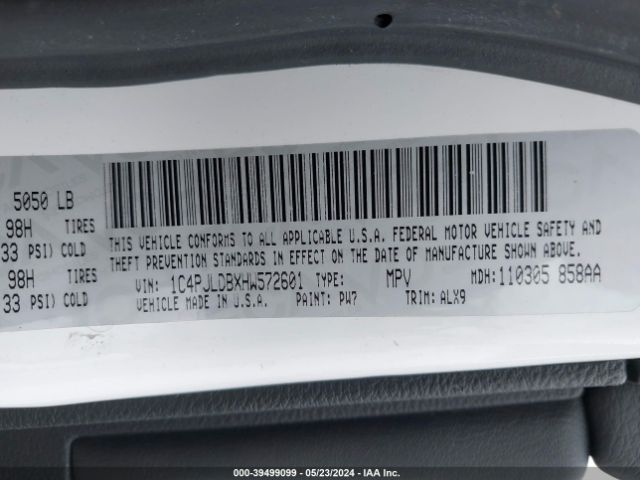 5050 LB
98H TIRES
33 PSI) COLD
98H TIRES
33 PSI) COLD
THIS VEHICLE CONFORMS TO ALL APPLICABLE U.S.A. FEDERAL MOTOR VEHICLE SAFETY AND
THEFT PREVENTION STANDARDS IN EFFECT ON THE DATE OF MANUFACTURE SHOWN ABOVE.
VIN: 1C4PJLDBXHW572601 TYPE: MPV MDH:110305 858AA
VEHICLE MADE IN U.S.A. PAINT: PW7 TRIM: ALX9
000-39499099 - 05/23/2024 - IAAI Inc.